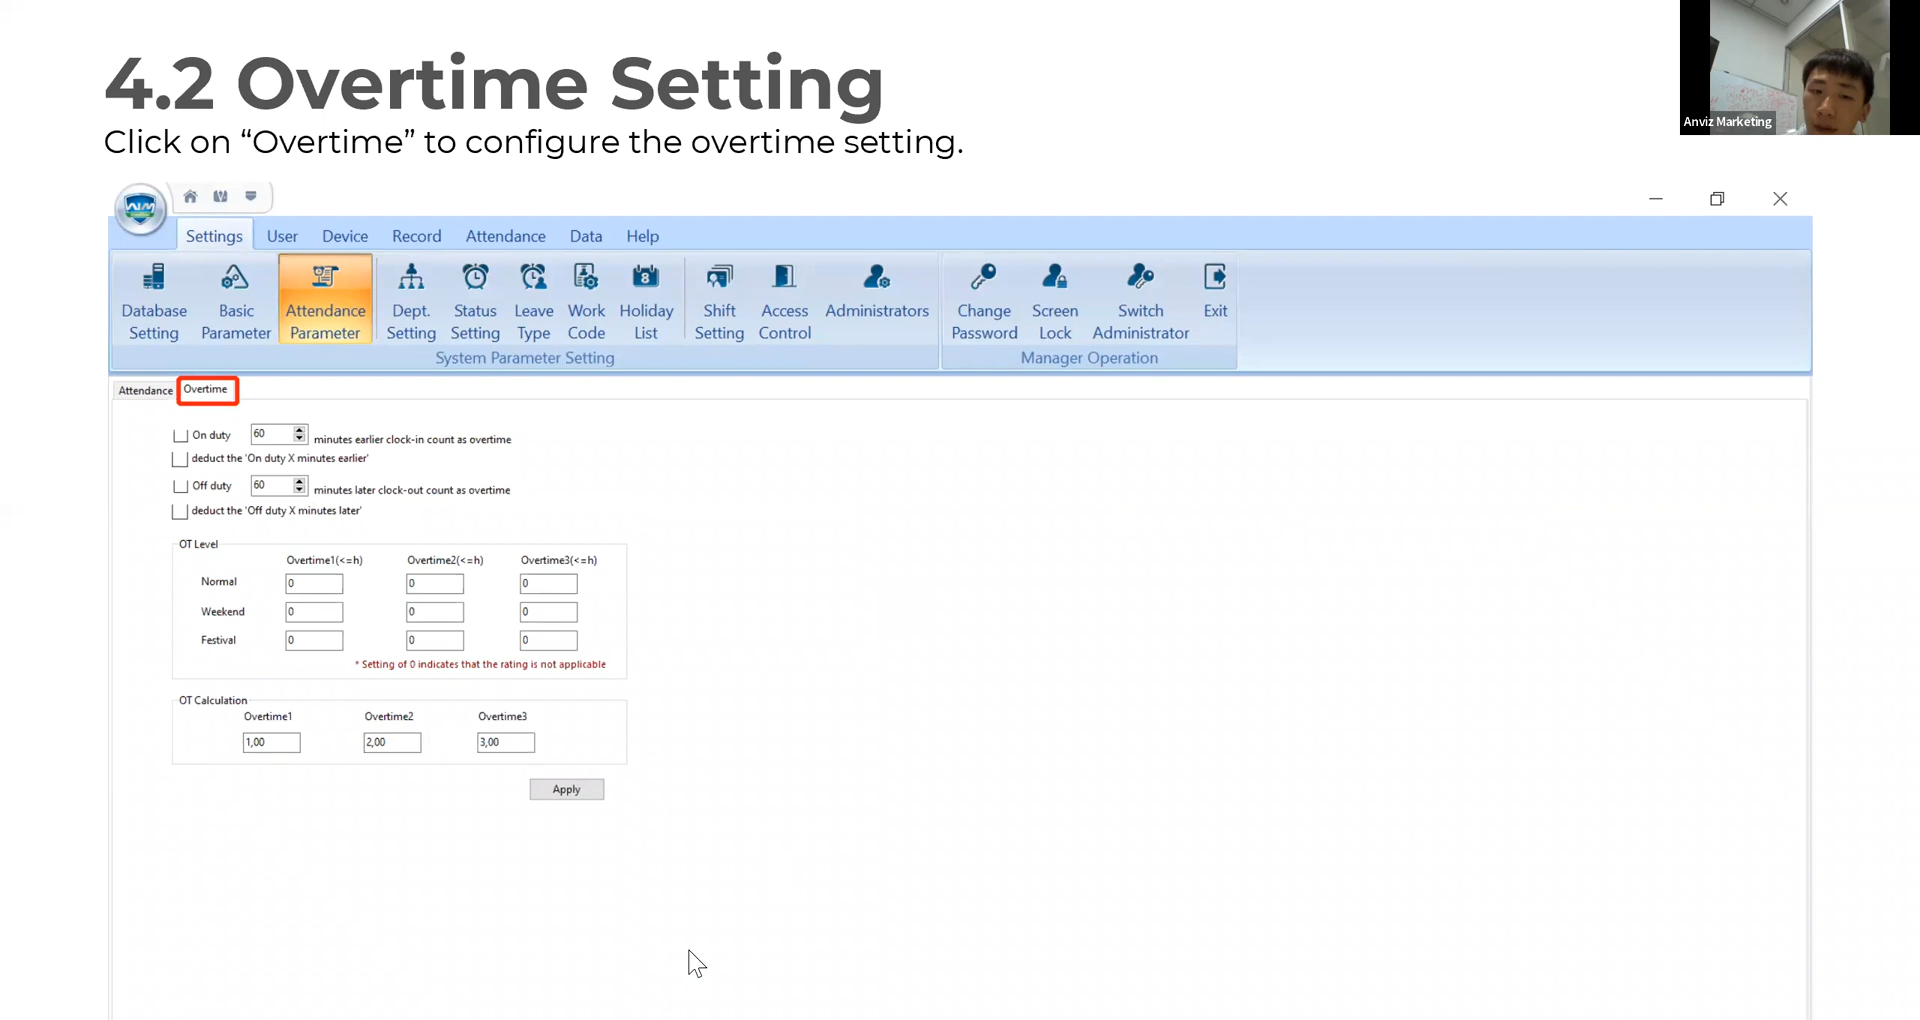 4.2 Overtime Setting
Click on “Overtime” to configure the overtime setting.
Anviz Marketing
Settings User Device Record Attendance Data Help
Database Setting
Basic Parameter
Attendance Parameter
Dept. Setting
Status Setting
Leave Type
Work Code
8
Holiday List
Shift Setting
Access Control
Administrators
Change Password
Screen Lock
Switch Administrator
Exit
System Parameter Setting
Manager Operation
Attendance Overtime
On duty 60 minutes earlier clock-in count as overtime
deduct the 'On duty X minutes earlier'
Off duty 60 minutes later clock-out count as overtime
deduct the 'Off duty X minutes later'
OT Level
Overtime1(<=h) Overtime2(<=h) Overtime3(<=h)
Normal 0 0 0
Weekend 0 0 0
Festival 0 0 0
* Setting of 0 indicates that the rating is not applicable
OT Calculation
Overtime1 Overtime2 Overtime3
1,00 2,00 3,00
Apply